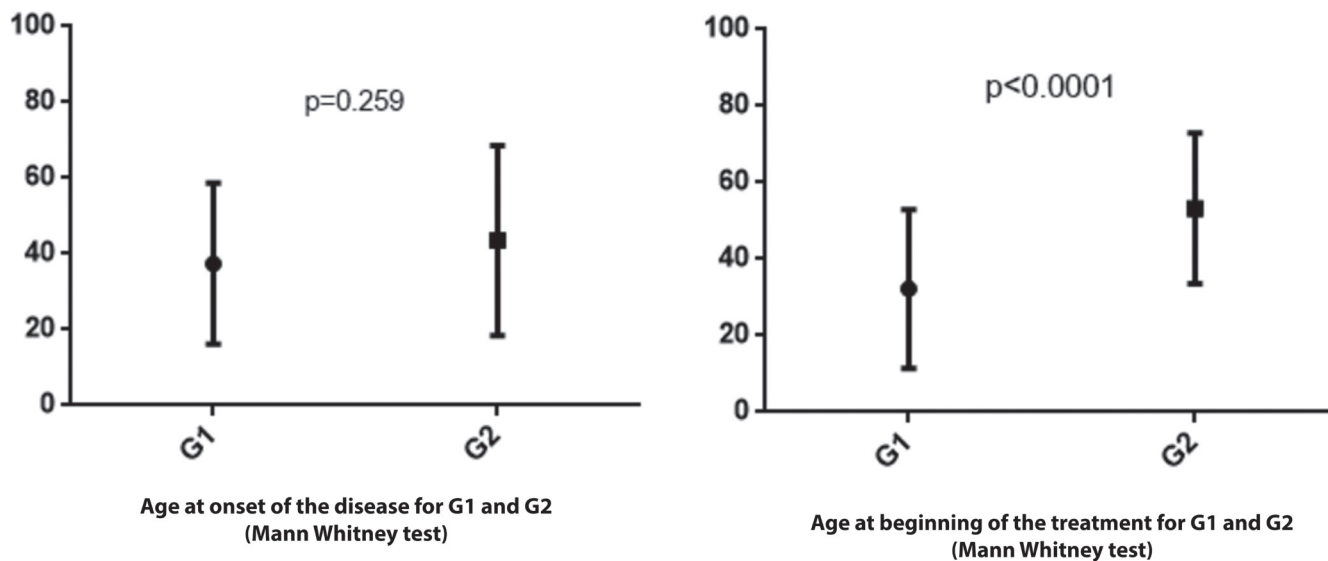 100
80
60
40
20
0
p=0.259
G1
G2
Age at onset of the disease for G1 and G2
(Mann Whitney test)
100
80
60
40
20
0
p<0.0001
G1
G2
Age at beginning of the treatment for G1 and G2
(Mann Whitney test)